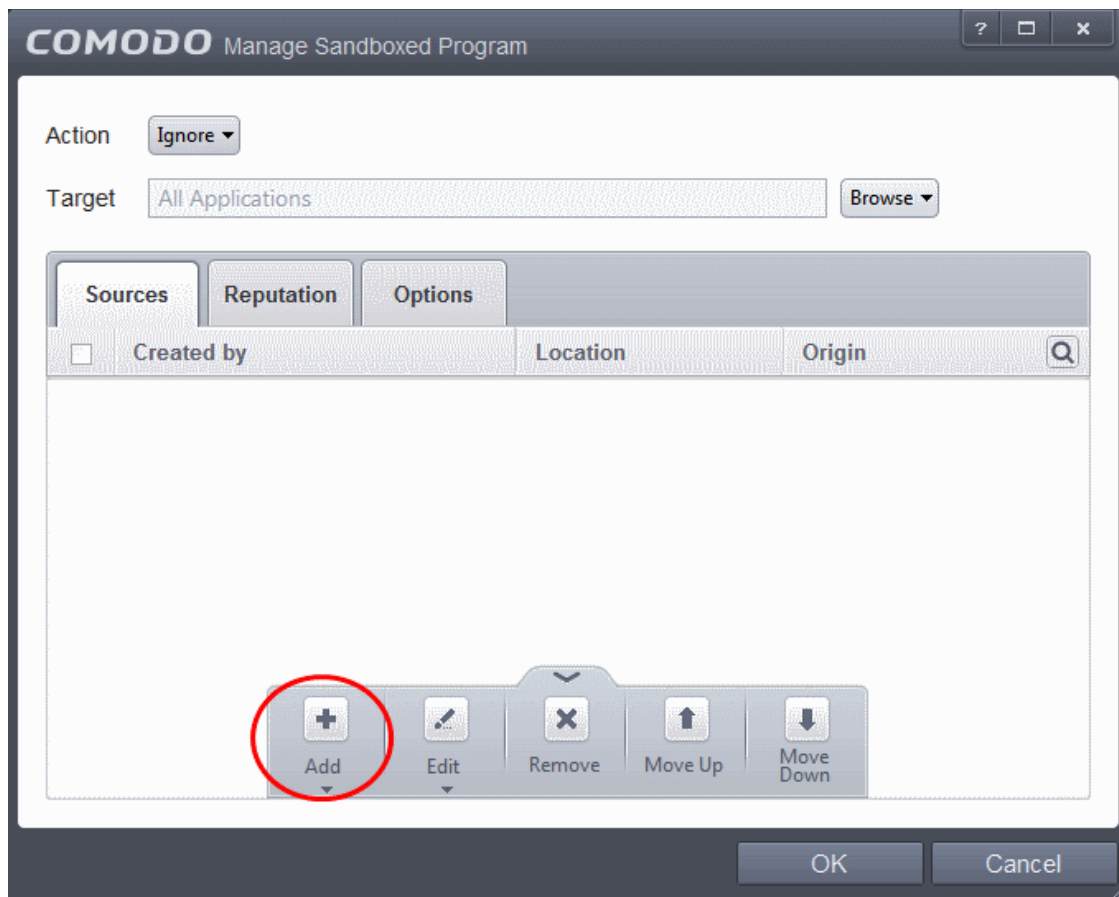 COMODO Manage Sandboxed Program ?
Action Ignore
Target All Applications Browse
Sources Reputation Options
Created by Location Origin
Add Edit Remove Move Up Move
Down
OK Cancel